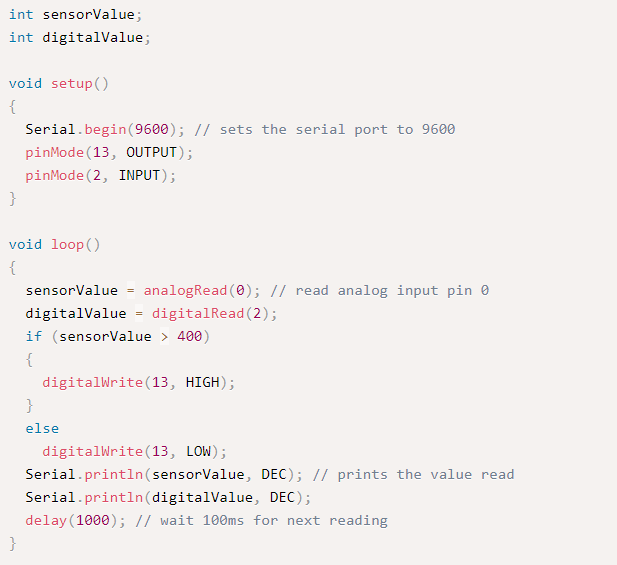 int sensorValue;
int digitalValue;
void setup()
{
Serial.begin(9600); // sets the serial port to 9600
pinMode(13, OUTPUT);
pinMode(2, INPUT);
}
void loop()
{
sensorValue = analogRead(0); // read analog input pin 0
digitalValue = digitalRead(2);
if (sensorValue > 400)
{
digitalWrite(13, HIGH);
}
else
digitalWrite(13, LOW);
Serial.println(sensorValue, DEC); // prints the value read
Serial.println(digitalValue, DEC);
delay(1000); // wait 100ms for next reading
}